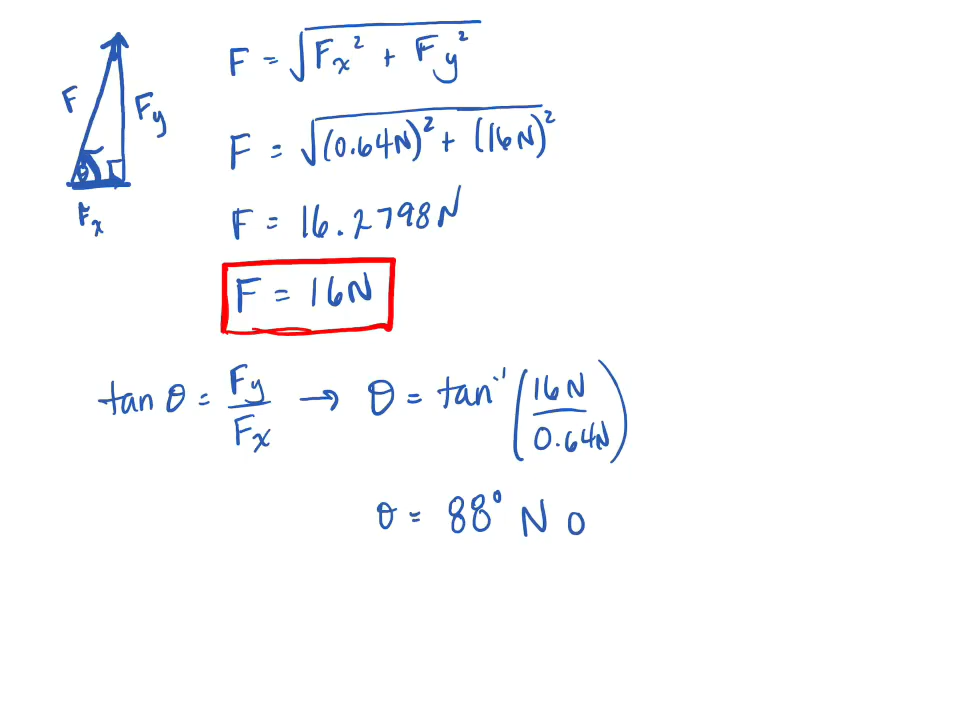 F = √(Fx² + Fy²)
F
Fy
θ
Fx
F = √((0.64N)² + (16N)²)
F = 16.2798N
F = 16N
tan θ = Fy/Fx → θ = tan⁻¹(16N/0.64N)
θ = 88° N o